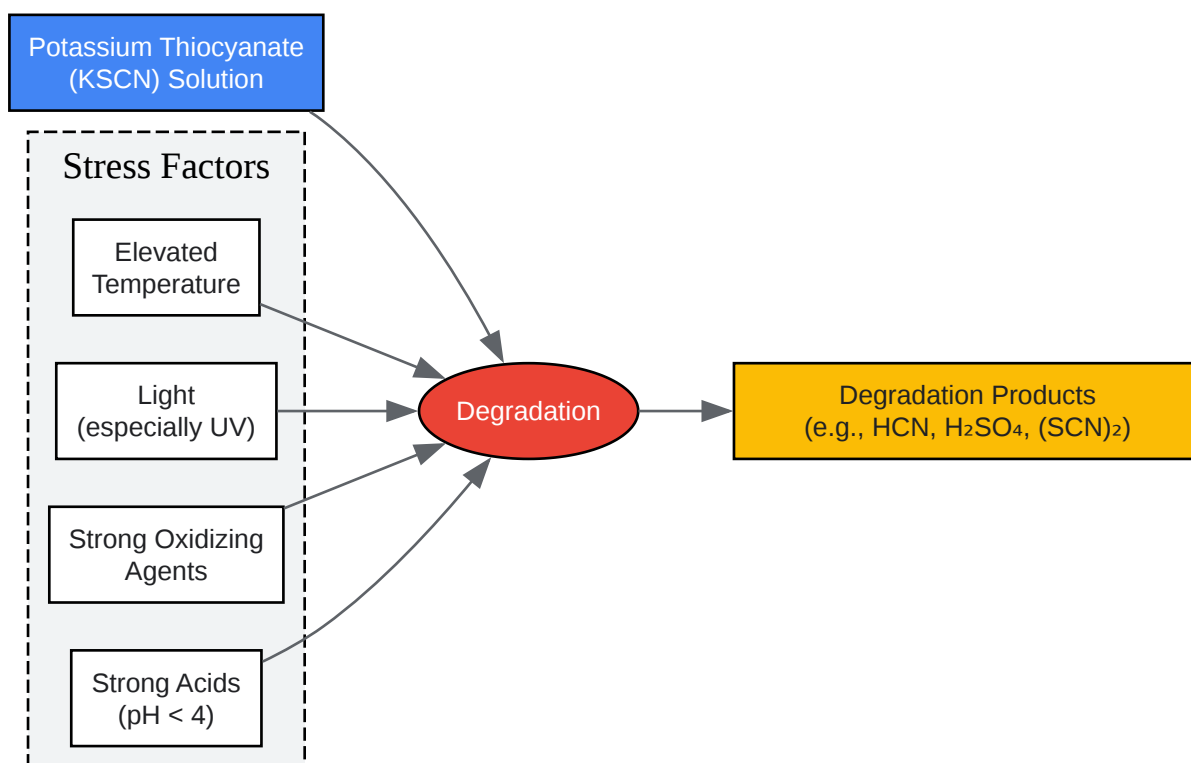 Potassium Thiocyanate
(KSCN) Solution
Stress Factors
Elevated
Temperature
Light
(especially UV)
Strong Oxidizing
Agents
Strong Acids
(pH < 4)
Degradation
Degradation Products
(e.g., HCN, H₂SO₄, (SCN)₂)